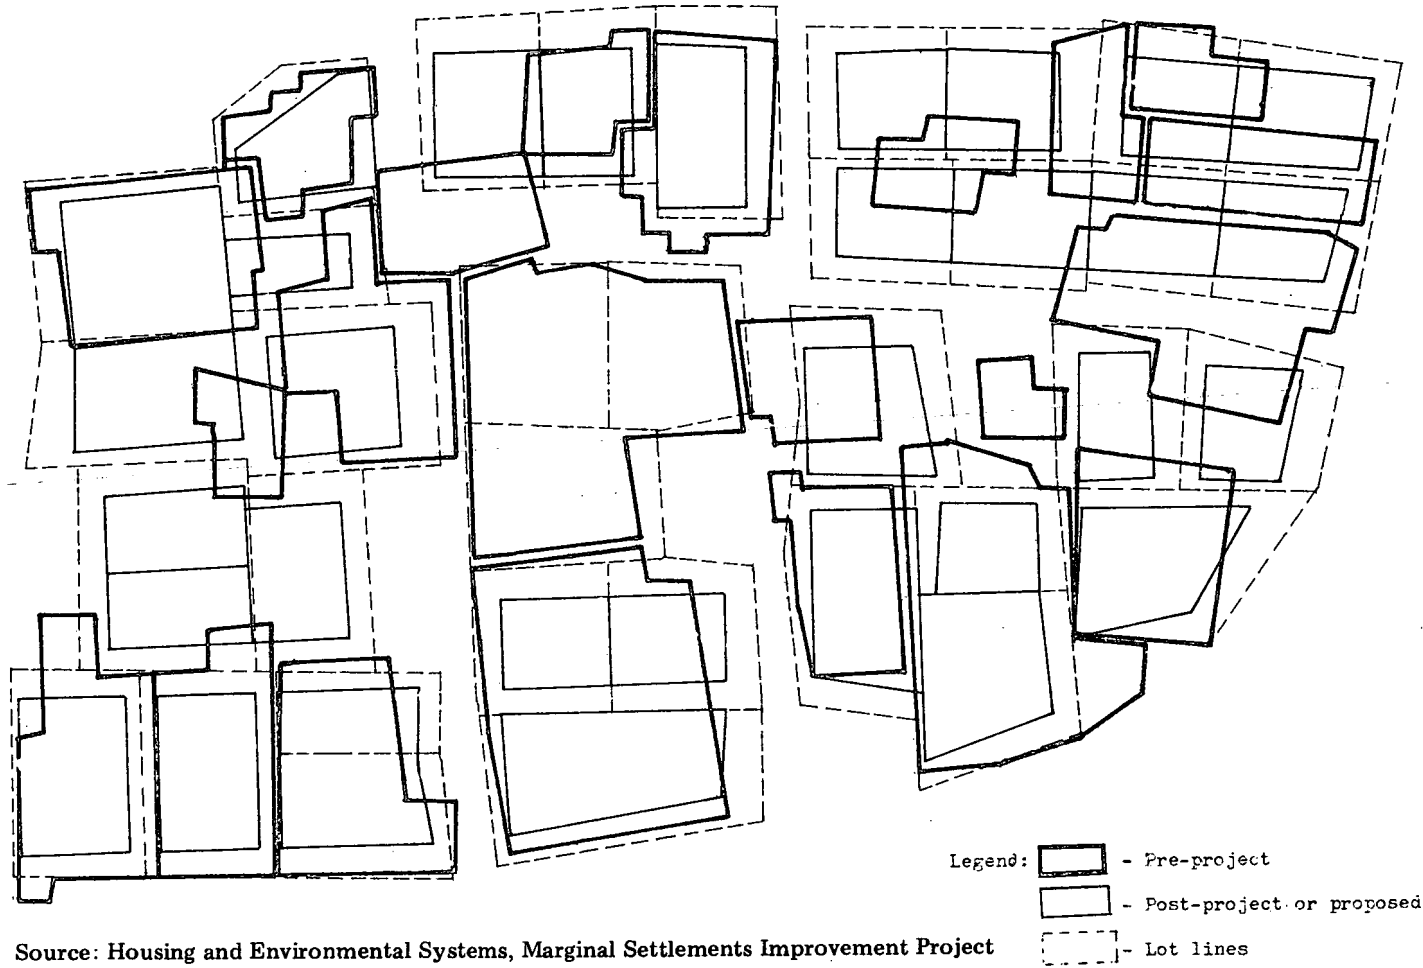 Legend: - Pre-project
- Post-project or proposed
- Lot lines
Source: Housing and Environmental Systems, Marginal Settlements Improvement Project